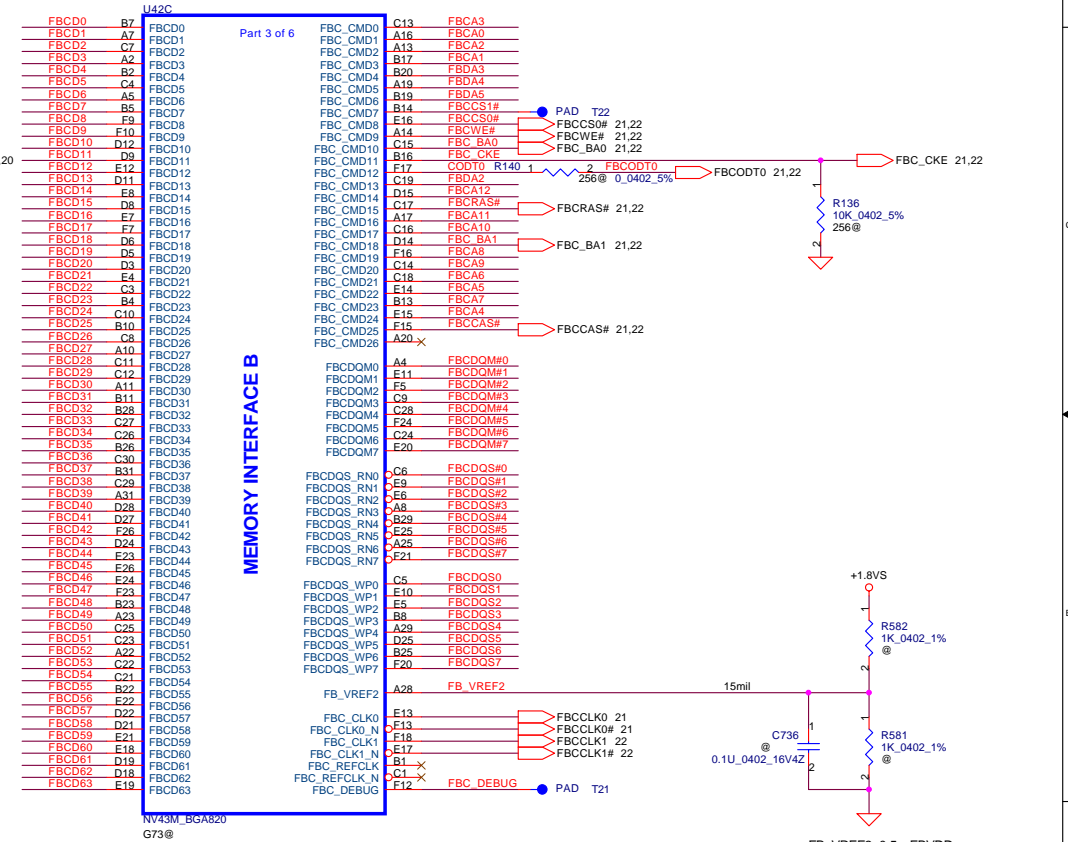 U42C
Part 3 of 6
FBCD0 B7 FBCD0 FBC_CMD0 C13 FBCA3
FBCD1 A7 FBCD1 FBC_CMD1 A16 FBCA0
FBCD2 C7 FBCD2 FBC_CMD2 A13 FBCA2
FBCD3 A2 FBCD3 FBC_CMD3 B17 FBCA1
FBCD4 B2 FBCD4 FBC_CMD4 B20 FBDA3
FBCD5 C4 FBCD5 FBC_CMD5 A19 FBDA4
FBCD6 A5 FBCD6 FBC_CMD6 B19 FBDA5
FBCD7 B5 FBCD7 FBC_CMD7 B14 FBCCS1# PAD T22
FBCD8 F9 FBCD8 FBC_CMD8 E16 FBCCS0# FBCCS0# 21,22
FBCD9 F10 FBCD9 FBC_CMD9 A14 FBCWE# FBCWE# 21,22
FBCD10 D12 FBCD10 FBC_CMD10 C15 FBC_BA0 FBC_BA0 21,22
20 FBCD11 D9 FBCD11 FBC_CMD11 B16 FBC_CKE FBC_CKE 21,22
FBCD12 E12 FBCD12 FBC_CMD12 F17 CODT0 R140 1 2 256@ 0_0402_5% FBCODT0 FBCODT0 21,22
FBCD13 D11 FBCD13 FBC_CMD13 C19 FBDA2
FBCD14 E8 FBCD14 FBC_CMD14 D15 FBCA12
FBCD15 D8 FBCD15 FBC_CMD15 C17 FBCRAS# FBCRAS# 21,22
FBCD16 E7 FBCD16 FBC_CMD16 A17 FBCA11
FBCD17 F7 FBCD17 FBC_CMD17 C16 FBCA10
FBCD18 D6 FBCD18 FBC_CMD18 D14 FBC_BA1 FBC_BA1 21,22
FBCD19 D5 FBCD19 FBC_CMD19 F16 FBCA8
FBCD20 D3 FBCD20 FBC_CMD20 C14 FBCA9
FBCD21 E4 FBCD21 FBC_CMD21 C18 FBCA6
FBCD22 C3 FBCD22 FBC_CMD22 E14 FBCA5
FBCD23 B4 FBCD23 FBC_CMD23 B13 FBCA7
FBCD24 C10 FBCD24 FBC_CMD24 E15 FBCA4
FBCD25 B10 FBCD25 FBC_CMD25 F15 FBCCAS# FBCCAS# 21,22
FBCD26 C8 FBCD26 FBC_CMD26 A20
FBCD27 A10 FBCD27
FBCD28 C11 FBCD28 FBCDQM0 A4 FBCDQM#0
FBCD29 C12 FBCD29 FBCDQM1 E11 FBCDQM#1
FBCD30 A11 FBCD30 FBCDQM2 F5 FBCDQM#2
FBCD31 B11 FBCD31 FBCDQM3 C9 FBCDQM#3
FBCD32 B28 FBCD32 FBCDQM4 C28 FBCDQM#4
FBCD33 C27 FBCD33 FBCDQM5 F24 FBCDQM#5
FBCD34 C26 FBCD34 FBCDQM6 C24 FBCDQM#6
FBCD35 B26 FBCD35 FBCDQM7 E20 FBCDQM#7
FBCD36 C30 FBCD36
FBCD37 B31 FBCD37 FBCDQS_RN0 C6 FBCDQS#0
FBCD38 C29 FBCD38 FBCDQS_RN1 E9 FBCDQS#1
FBCD39 A31 FBCD39 FBCDQS_RN2 E6 FBCDQS#2
FBCD40 D28 FBCD40 FBCDQS_RN3 A8 FBCDQS#3
FBCD41 D27 FBCD41 FBCDQS_RN4 B29 FBCDQS#4
FBCD42 F26 FBCD42 FBCDQS_RN5 E25 FBCDQS#5
FBCD43 D24 FBCD43 FBCDQS_RN6 A25 FBCDQS#6
FBCD44 E23 FBCD44 FBCDQS_RN7 F21 FBCDQS#7
FBCD45 E26 FBCD45
FBCD46 E24 FBCD46 FBCDQS_WP0 C5 FBCDQS0
FBCD47 F23 FBCD47 FBCDQS_WP1 E10 FBCDQS1
FBCD48 B23 FBCD48 FBCDQS_WP2 E5 FBCDQS2
FBCD49 A23 FBCD49 FBCDQS_WP3 B8 FBCDQS3
FBCD50 C25 FBCD50 FBCDQS_WP4 A29 FBCDQS4
FBCD51 C23 FBCD51 FBCDQS_WP5 D25 FBCDQS5
FBCD52 A22 FBCD52 FBCDQS_WP6 B25 FBCDQS6
FBCD53 C22 FBCD53 FBCDQS_WP7 F20 FBCDQS7
FBCD54 C21 FBCD54
FBCD55 B22 FBCD55 FB_VREF2 A28 FB_VREF2 15mil
FBCD56 E22 FBCD56
FBCD57 D22 FBCD57 FBC_CLK0 E13 FBCCLK0 21
FBCD58 D21 FBCD58 FBC_CLK0_N F13 FBCCLK0# 21
FBCD59 E21 FBCD59 FBC_CLK1 F18 FBCCLK1 22
FBCD60 E18 FBCD60 FBC_CLK1_N E17 FBCCLK1# 22
FBCD61 D19 FBCD61 FBC_REFCLK B1
FBCD62 D18 FBCD62 FBC_REFCLK_N C1
FBCD63 E19 FBCD63 FBC_DEBUG F12 FBC_DEBUG PAD T21
MEMORY INTERFACE B
NV43M_BGA820
G73@
1
R136
10K_0402_5%
256@
2
+1.8VS
1
R582
1K_0402_1%
@
2
1
C736
@
0.1U_0402_16V4Z
2
1
R581
1K_0402_1%
@
2